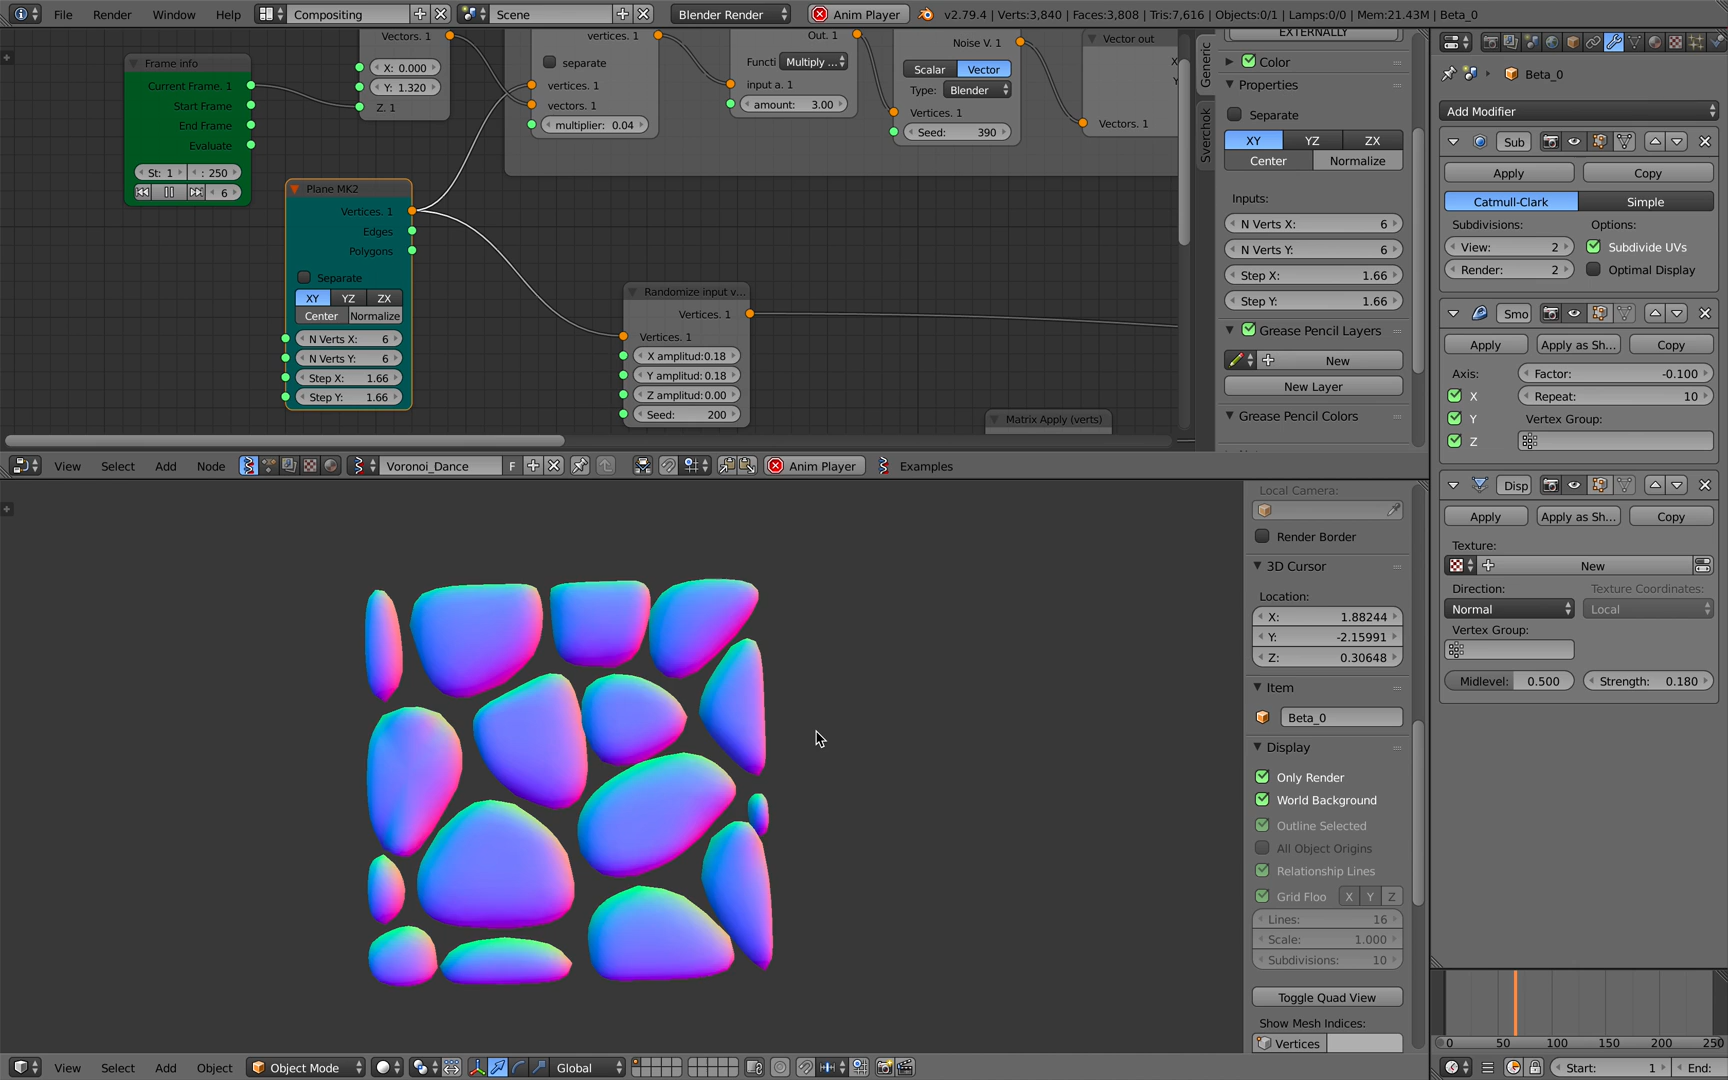 File Render Window Help Compositing Scene Blender Render Anim Player v2.79.4 | Verts:3,840 | Faces:3,808 | Tris:7,616 | Objects:0/1 | Lamps:0/0 | Mem:21.43M | Beta_0
Frame info
Current Frame. 1
Start Frame
End Frame
Evaluate
St: 1 : 250
6
Vectors. 1
X: 0.000
Y: 1.320
Z. 1
vertices. 1
separate
vertices. 1
vectors. 1
multiplier: 0.04
Out. 1
Functi Multiply ...
input a. 1
amount: 3.00
Noise V. 1
Scalar Vector
Type: Blender
Vertices. 1
Seed: 390
Vector out
X
Y
Vectors. 1
Plane MK2
Vertices. 1
Edges
Polygons
Separate
XY YZ ZX
Center Normalize
N Verts X: 6
N Verts Y: 6
Step X: 1.66
Step Y: 1.66
Randomize input v...
Vertices. 1
Vertices. 1
X amplitud:0.18
Y amplitud:0.18
Z amplitud:0.00
Seed: 200
Matrix Apply (verts)
Generic
Sverchok
EXTERNALLY
Color
Properties
Separate
XY YZ ZX
Center Normalize
Inputs:
N Verts X: 6
N Verts Y: 6
Step X: 1.66
Step Y: 1.66
Grease Pencil Layers
New
New Layer
Grease Pencil Colors
View Select Add Node Voronoi_Dance F Anim Player Examples
Local Camera:
Render Border
3D Cursor
Location:
X: 1.88244
Y: -2.15991
Z: 0.30648
Item
Beta_0
Display
Only Render
World Background
Outline Selected
All Object Origins
Relationship Lines
Grid Floo X Y Z
Lines: 16
Scale: 1.000
Subdivisions: 10
Toggle Quad View
Show Mesh Indices:
Vertices
View Select Add Object Object Mode Global
Beta_0
Add Modifier
Sub
Apply Copy
Catmull-Clark Simple
Subdivisions: Options:
View: 2 Subdivide UVs
Render: 2 Optimal Display
Smo
Apply Apply as Sh... Copy
Axis: Factor: -0.100
X Repeat: 10
Y Vertex Group:
Z
Disp
Apply Apply as Sh... Copy
Texture:
New
Direction: Texture Coordinates:
Normal Local
Vertex Group:
Midlevel: 0.500 Strength: 0.180
0 50 100 150 200 250
Start: 1 End: